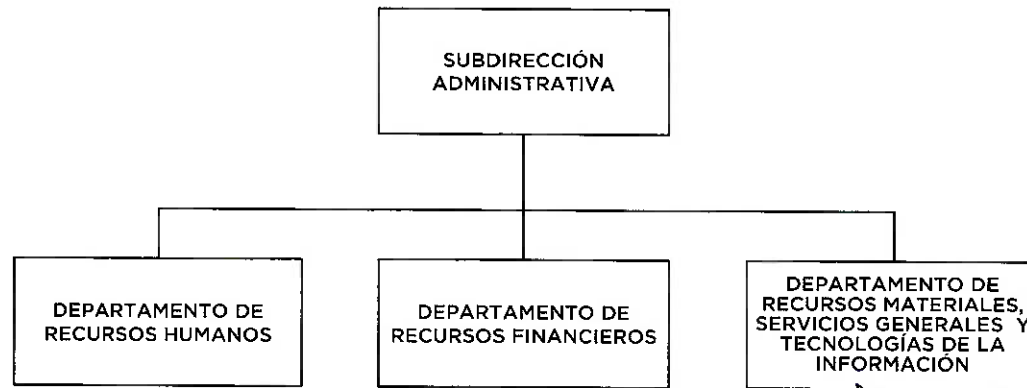 SUBDIRECCIÓN
ADMINISTRATIVA
DEPARTAMENTO DE
RECURSOS HUMANOS
DEPARTAMENTO DE
RECURSOS FINANCIEROS
DEPARTAMENTO DE
RECURSOS MATERIALES,
SERVICIOS GENERALES Y
TECNOLOGÍAS DE LA
INFORMACIÓN